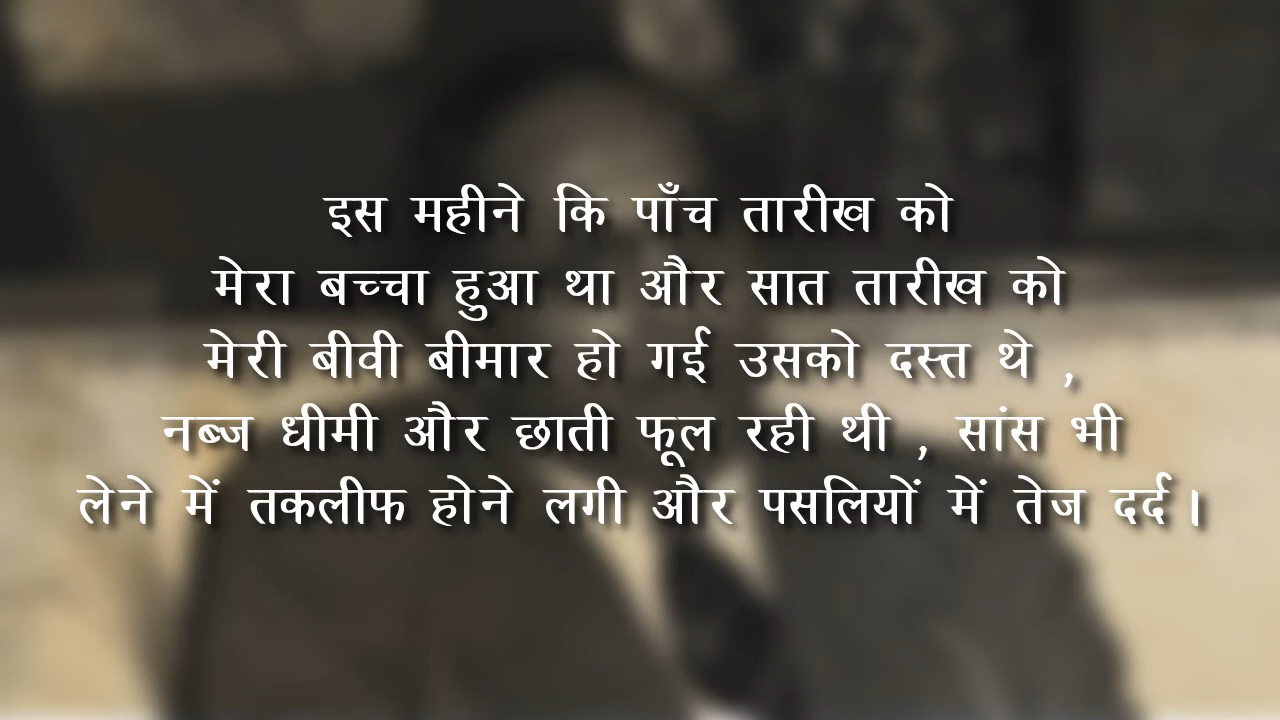 इस महीने कि पाँच तारीख को
मेरा बच्चा हुआ था और सात तारीख को
मेरी बीवी बीमार हो गई उसको दस्त थे ,
नब्ज धीमी और छाती फूल रही थी , सांस भी
लेने में तकलीफ होने लगी और पसलियों में तेज दर्द ।